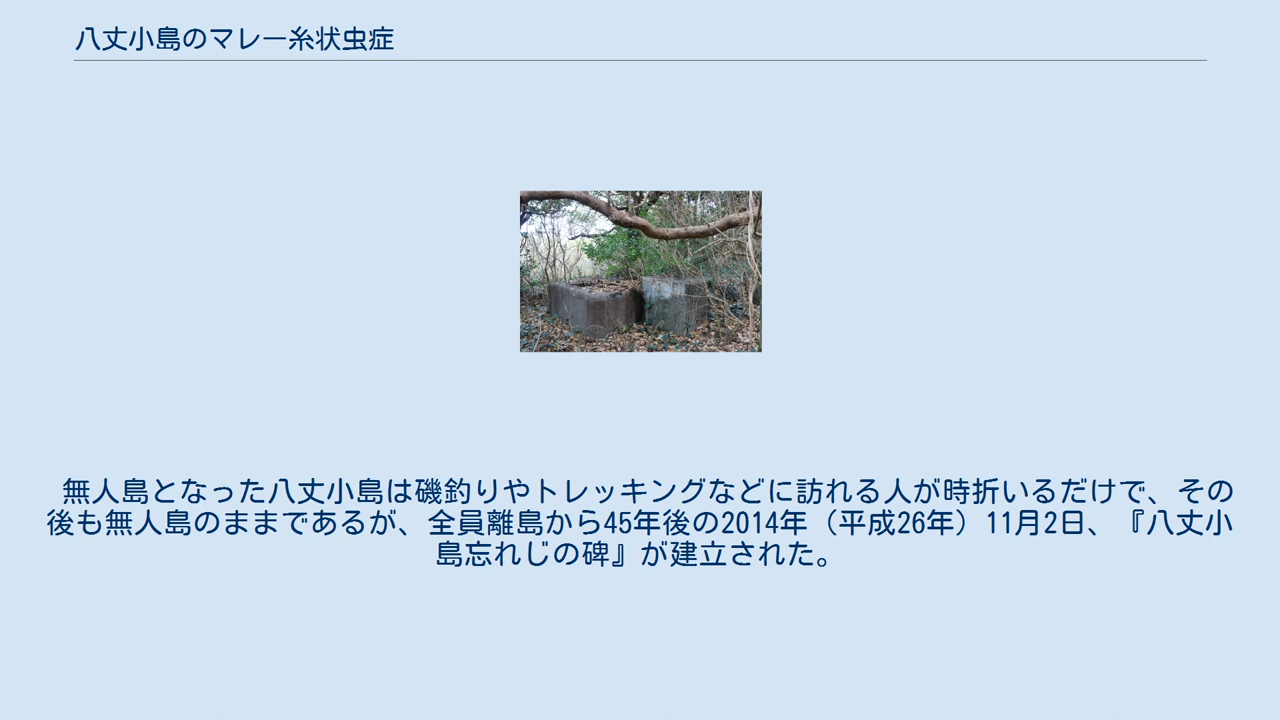 八丈小島のマレー糸状虫症
無人島となった八丈小島は磯釣りやトレッキングなどに訪れる人が時折いるだけで、その
後も無人島のままであるが、全員離島から45年後の2014年（平成26年）11月2日、『八丈小
島忘れじの碑』が建立された。